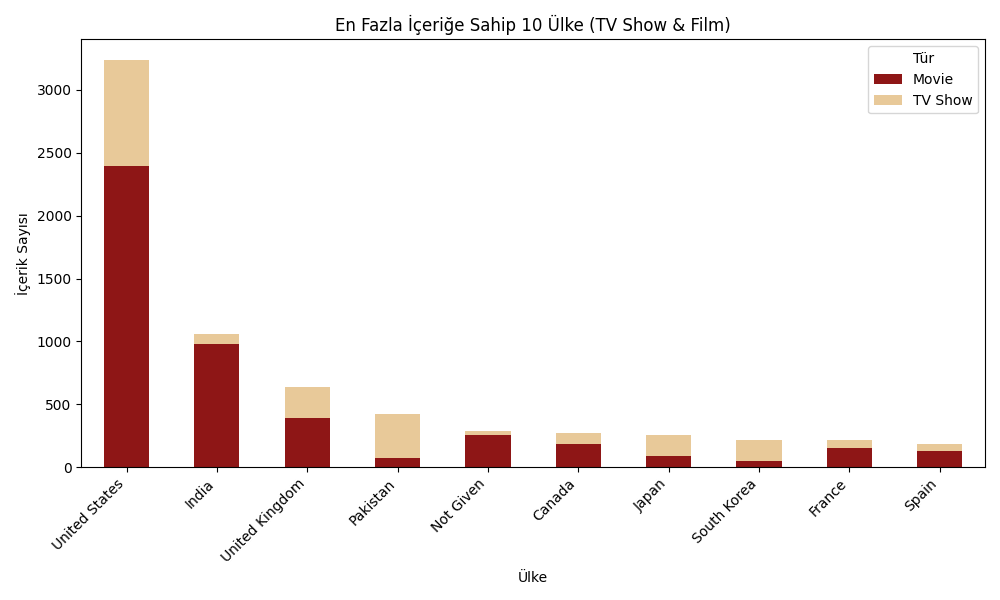 En Fazla İçeriğe Sahip 10 Ülke (TV Show & Film)
Tür
Movie
TV Show
İçerik Sayısı
3000
2500
2000
1500
1000
500
0
United States
India
United Kingdom
Pakistan
Not Given
Canada
Japan
South Korea
France
Spain
Ülke